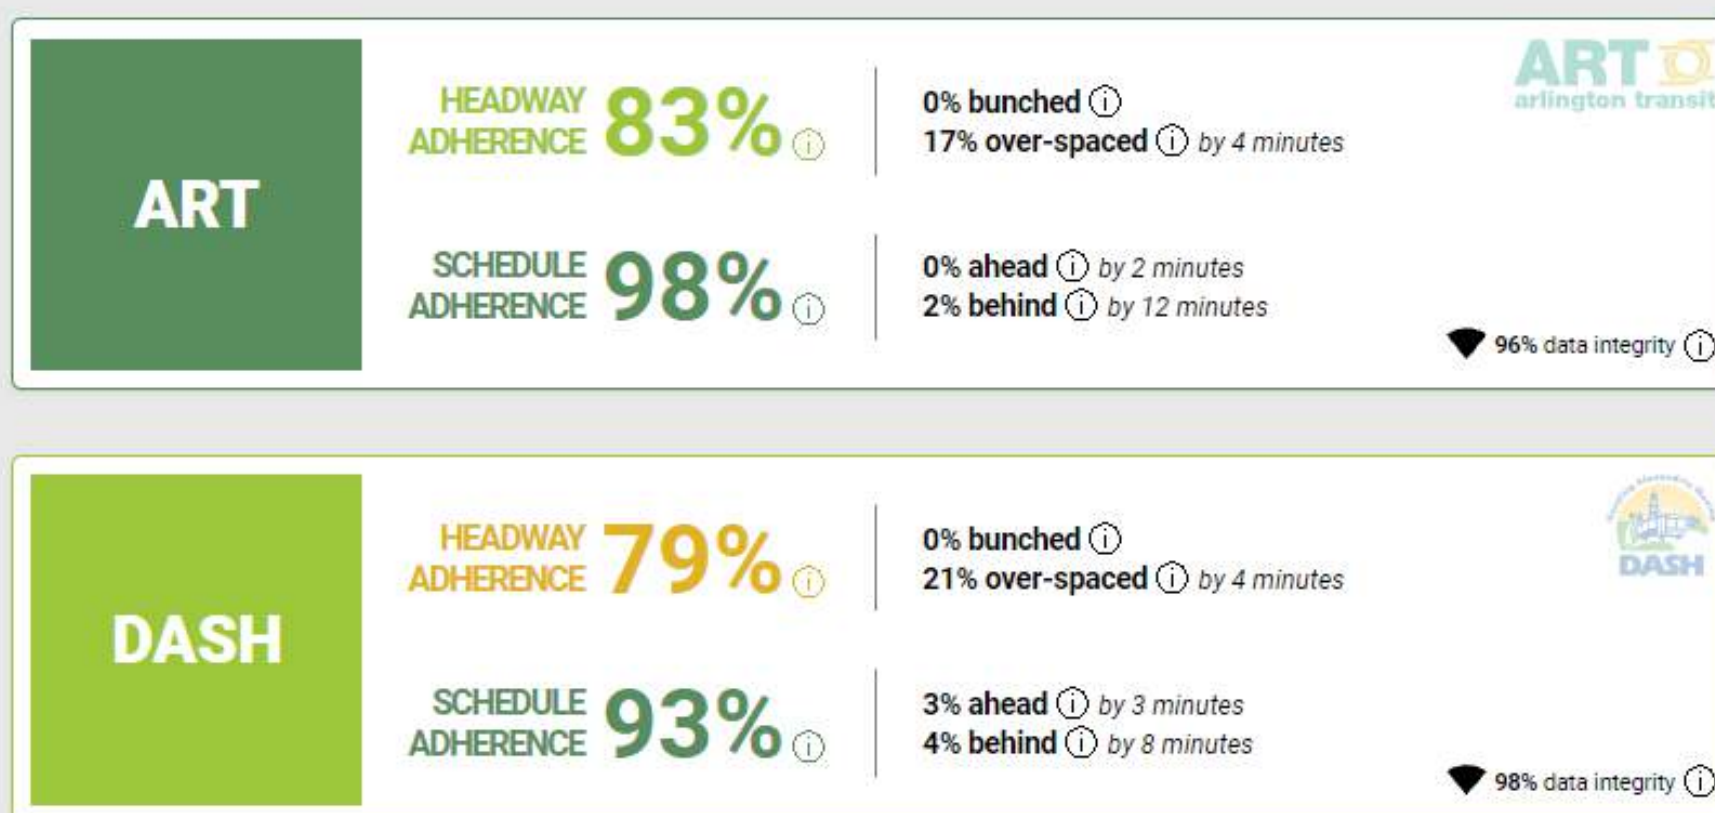 ART
HEADWAY
ADHERENCE
83%
0% bunched
17% over-spaced by 4 minutes
ART
arlington transit
SCHEDULE
ADHERENCE
98%
0% ahead by 2 minutes
2% behind by 12 minutes
96% data integrity
DASH
HEADWAY
ADHERENCE
79%
0% bunched
21% over-spaced by 4 minutes
DASH
SCHEDULE
ADHERENCE
93%
3% ahead by 3 minutes
4% behind by 8 minutes
98% data integrity